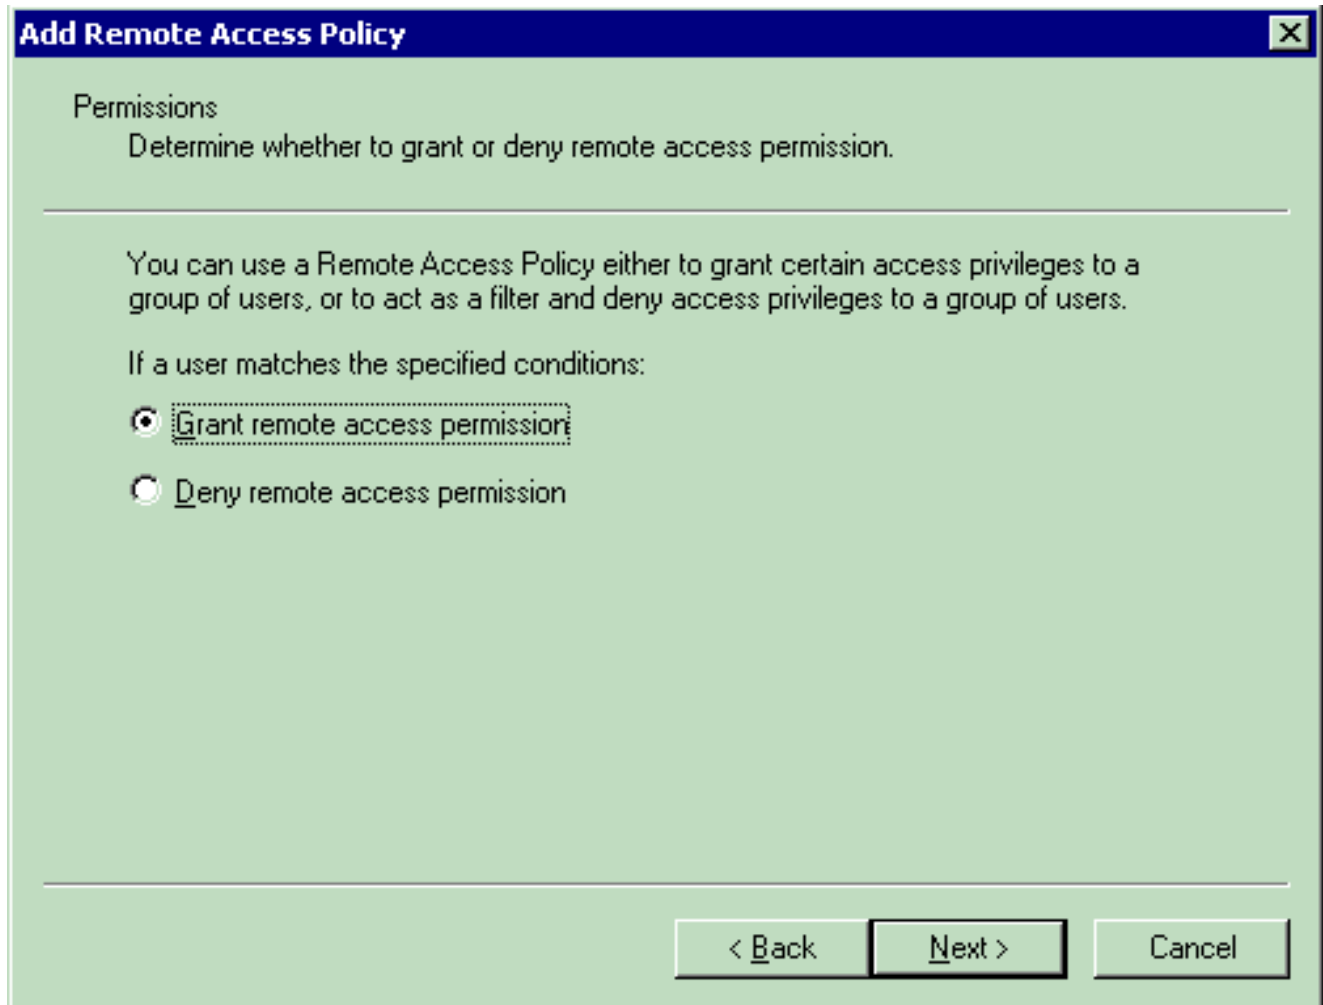 Add Remote Access Policy
Permissions
Determine whether to grant or deny remote access permission.
You can use a Remote Access Policy either to grant certain access privileges to a
group of users, or to act as a filter and deny access privileges to a group of users.
If a user matches the specified conditions:
Grant remote access permission
Deny remote access permission
< Back
Next >
Cancel